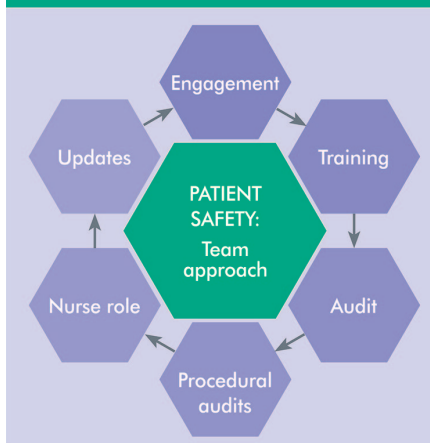 Engagement
Training
Audit
Procedural
audits
Nurse role
Updates
PATIENT
SAFETY:
Team
approach